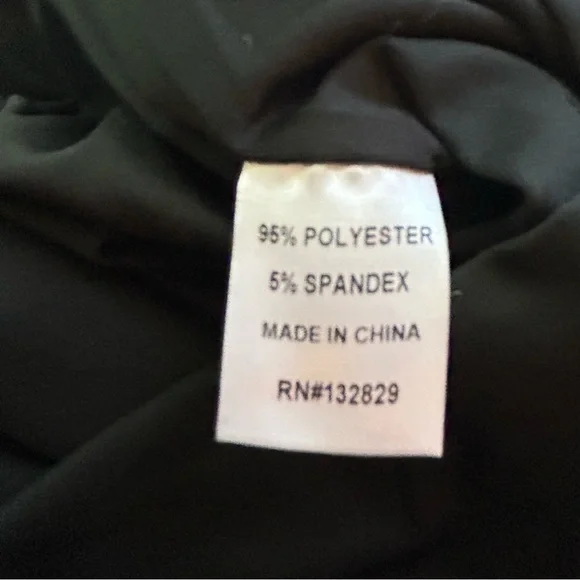 95% POLYESTER
5% SPANDEX
MADE IN CHINA
RN#132829